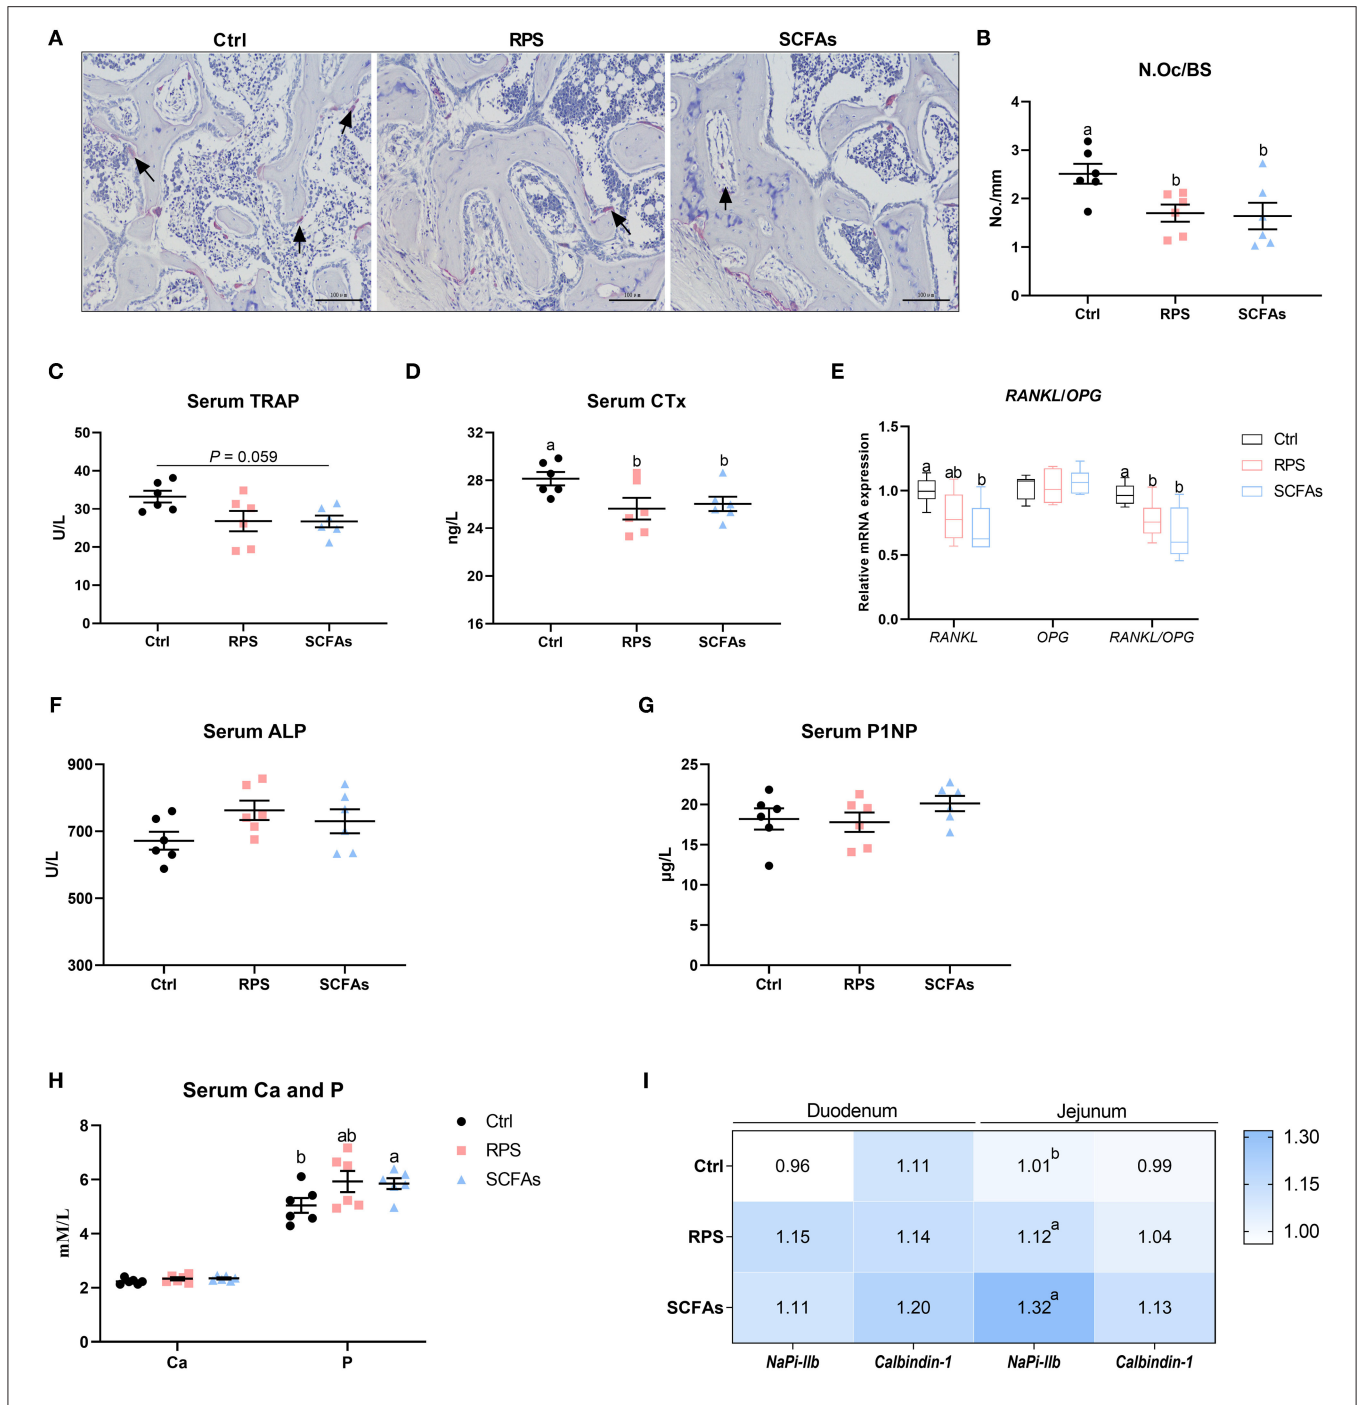 A
Ctrl
RPS
SCFAs
100 μm
100 μm
100 μm
B
N.Oc/BS
No./mm
4
3
2
1
0
a
b
b
Ctrl
RPS
SCFAs
C
Serum TRAP
U/L
50
40
30
20
10
0
P = 0.059
Ctrl
RPS
SCFAs
D
Serum CTx
ng/L
32
28
24
20
16
a
b
b
Ctrl
RPS
SCFAs
E
RANKL/OPG
Relative mRNA expression
1.5
1.0
0.5
0.0
a
ab
b
a
b
b
RANKL
OPG
RANKL/OPG
Ctrl
RPS
SCFAs
F
Serum ALP
U/L
900
700
500
300
Ctrl
RPS
SCFAs
G
Serum P1NP
μg/L
25
20
15
10
5
0
Ctrl
RPS
SCFAs
H
Serum Ca and P
mM/L
8
6
4
2
0
b
ab
a
Ca
P
Ctrl
RPS
SCFAs
I
Duodenum
Jejunum
Ctrl
0.96
1.11
1.01b
0.99
RPS
1.15
1.14
1.12a
1.04
SCFAs
1.11
1.20
1.32a
1.13
NaPi-IIb
Calbindin-1
NaPi-IIb
Calbindin-1
1.30
1.15
1.00